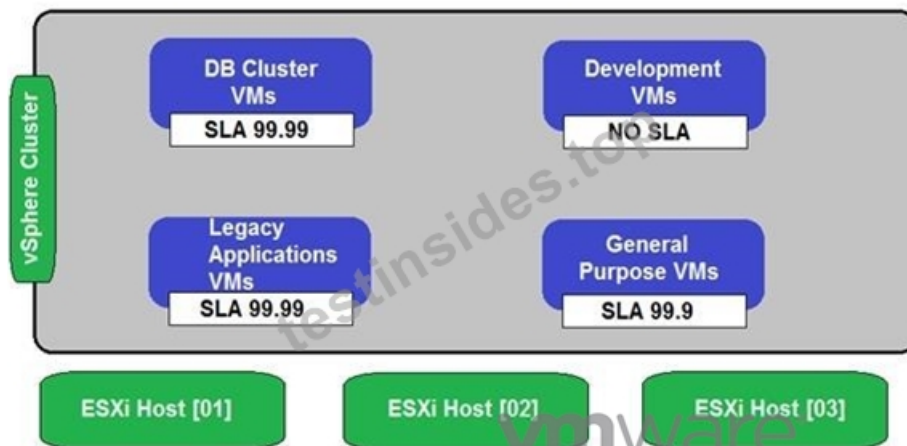 vSphere Cluster
DB Cluster
VMs
SLA 99.99
Development
VMs
NO SLA
Legacy
Applications
VMs
SLA 99.99
General
Purpose VMs
SLA 99.9
testinsides.top
ESXi Host [01]
ESXi Host [02]
ESXi Host [03]
vmware